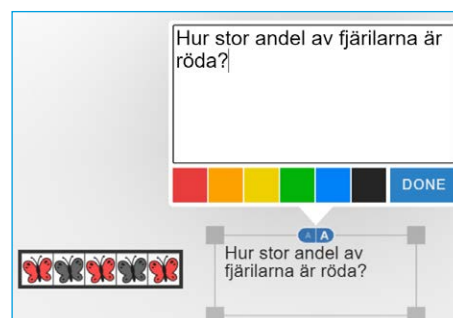 Hur stor andel av fjärilarna är
röda?
DONE
A A
Hur stor andel av
fjärilarna är röda?